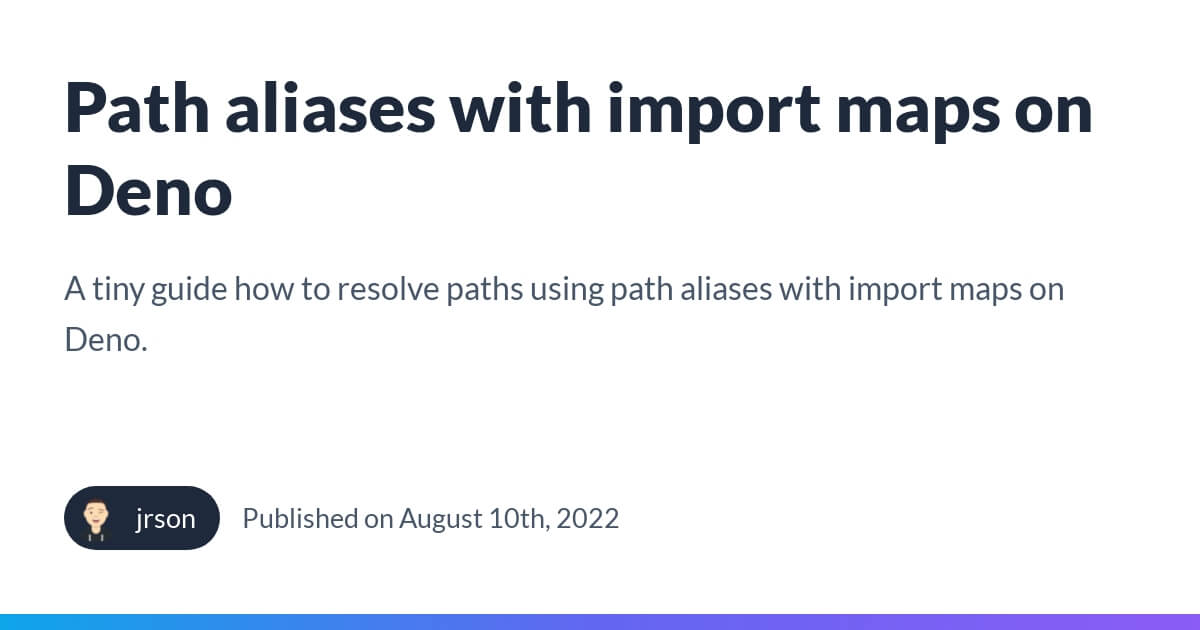 Path aliases with import maps on
Deno
A tiny guide how to resolve paths using path aliases with import maps on
Deno.
jrson
Published on August 10th, 2022